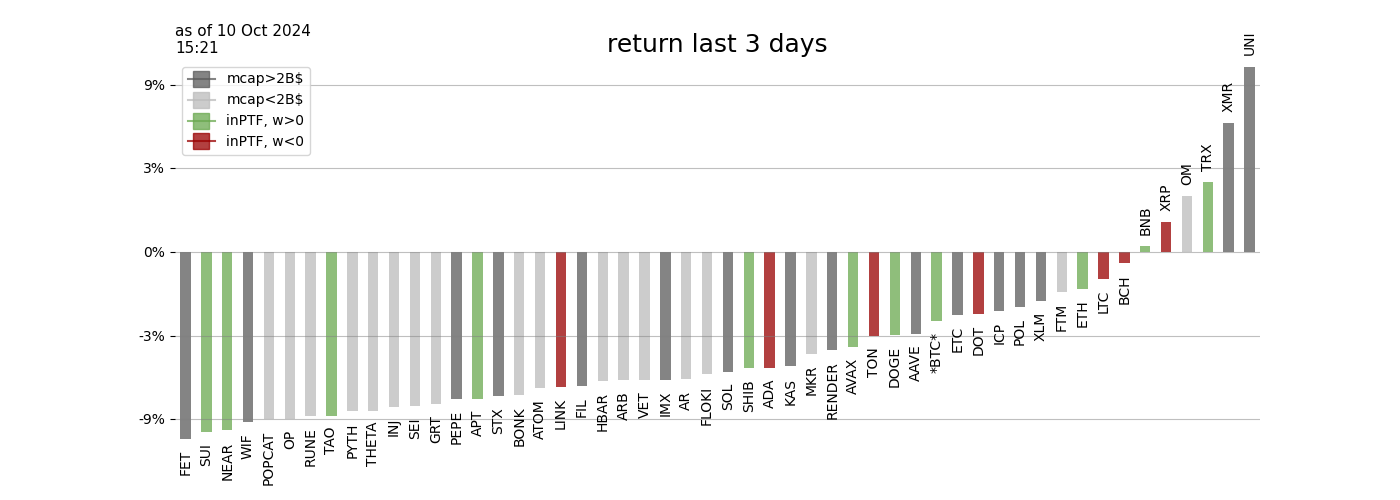 as of 10 Oct 2024
15:21
return last 3 days
mcap>2B$
mcap<2B$
inPTF, w>0
inPTF, w<0
9%
3%
0%
-3%
-9%
FET
SUI
NEAR
WIF
POPCAT
OP
RUNE
TAO
PYTH
THETA
INJ
SEI
GRT
PEPE
APT
STX
BONK
ATOM
LINK
FIL
HBAR
ARB
VET
IMX
AR
FLOKI
SOL
SHIB
ADA
KAS
MKR
RENDER
AVAX
TON
DOGE
AAVE
*BTC*
ETC
DOT
ICP
POL
XLM
FTM
ETH
LTC
BCH
BNB
XRP
OM
TRX
XMR
UNI